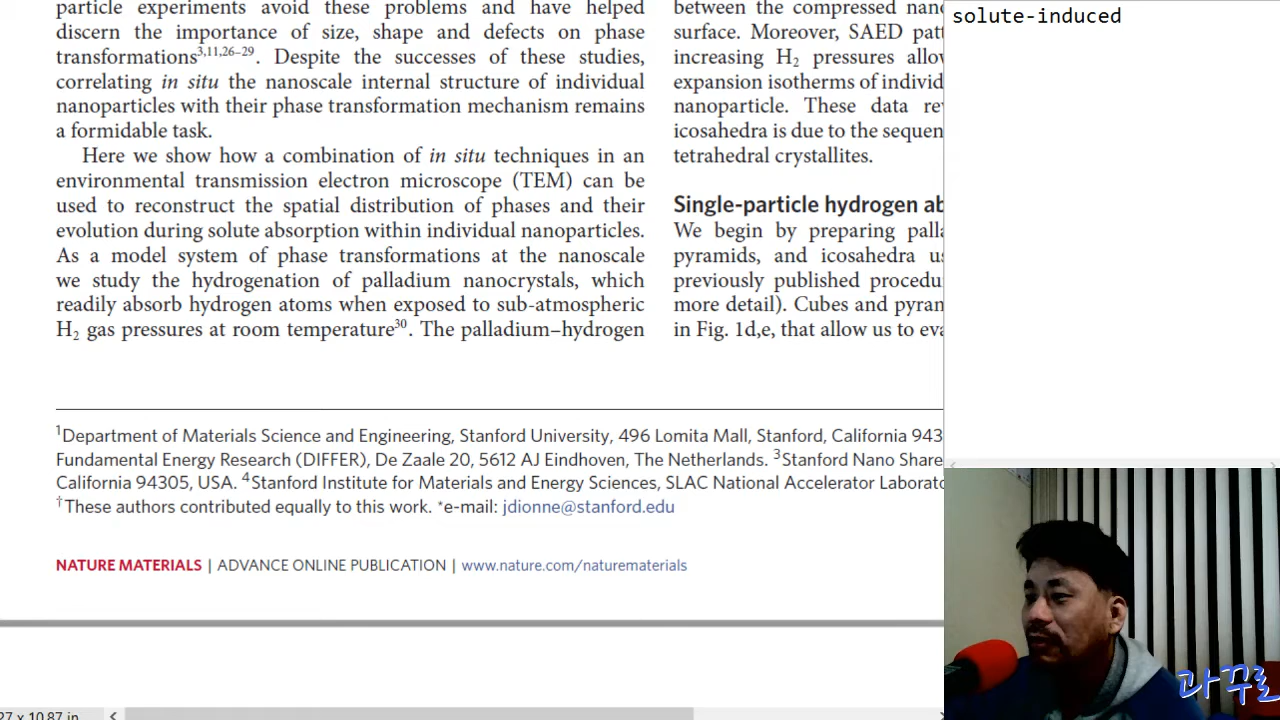 particle experiments avoid these problems and have helped
discern the importance of size, shape and defects on phase
transformations3,11,26–29. Despite the successes of these studies,
correlating in situ the nanoscale internal structure of individual
nanoparticles with their phase transformation mechanism remains
a formidable task.
Here we show how a combination of in situ techniques in an
environmental transmission electron microscope (TEM) can be
used to reconstruct the spatial distribution of phases and their
evolution during solute absorption within individual nanoparticles.
As a model system of phase transformations at the nanoscale
we study the hydrogenation of palladium nanocrystals, which
readily absorb hydrogen atoms when exposed to sub-atmospheric
H2 gas pressures at room temperature30. The palladium–hydrogen
between the compressed nan
surface. Moreover, SAED patt
increasing H2 pressures allow
expansion isotherms of individ
nanoparticle. These data re
icosahedra is due to the sequen
tetrahedral crystallites.
Single-particle hydrogen ab
We begin by preparing palla
pyramids, and icosahedra us
previously published procedu
more detail). Cubes and pyram
in Fig. 1d,e, that allow us to eva
1Department of Materials Science and Engineering, Stanford University, 496 Lomita Mall, Stanford, California 943
Fundamental Energy Research (DIFFER), De Zaale 20, 5612 AJ Eindhoven, The Netherlands. 3Stanford Nano Share
California 94305, USA. 4Stanford Institute for Materials and Energy Sciences, SLAC National Accelerator Laborato
†These authors contributed equally to this work. *e-mail: jdionne@stanford.edu
NATURE MATERIALS | ADVANCE ONLINE PUBLICATION | www.nature.com/naturematerials
27 x 10.87 in
solute-induced
과꾸로